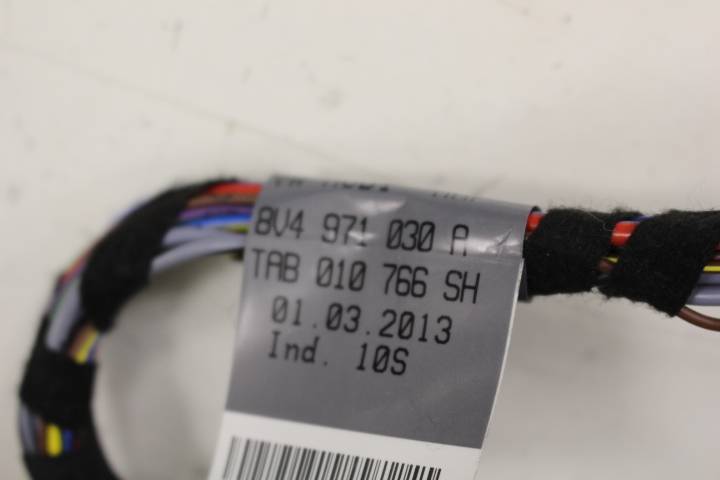 8V4 971 030 A
TAB 010 766 SH
01.03.2013
Ind. 10S